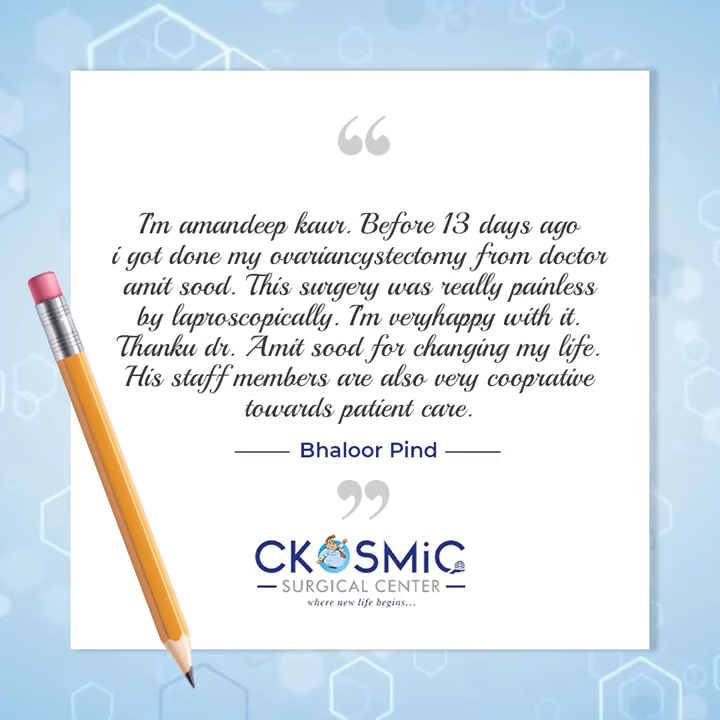 “
I'm amandeep kaur. Before 13 days ago
i got done my ovariancystectomy from doctor
amit sood. This surgery was really painless
by laproscopically. I'm veryhappy with it.
Thanku dr. Amit sood for changing my life.
His staff members are also very cooprative
towards patient care.
Bhaloor Pind
”
CKOSMiC
SURGICAL CENTER
where new life begins...